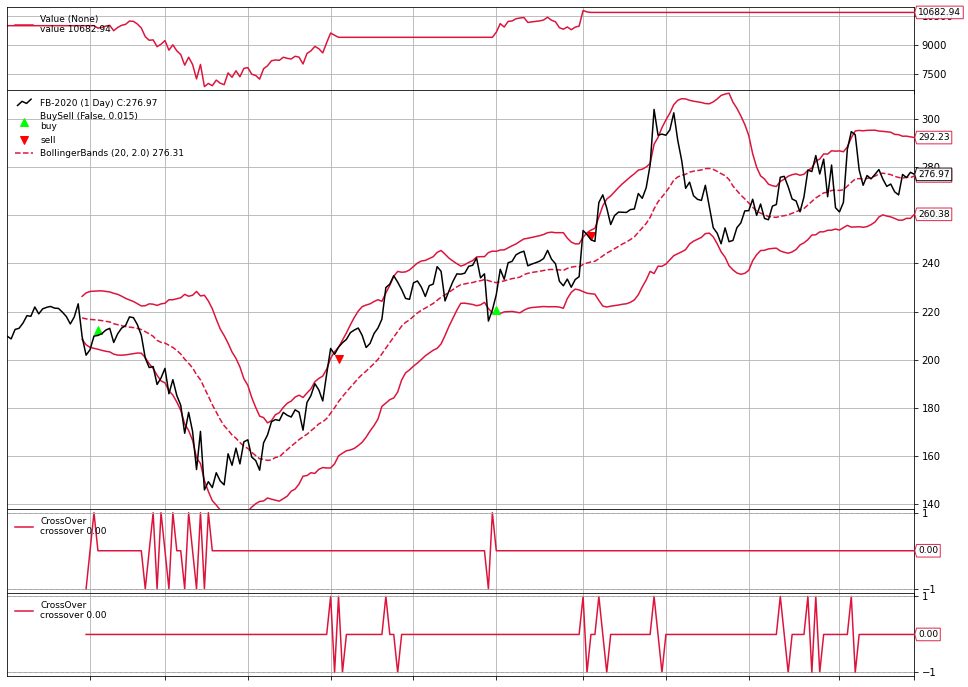 Value (None)
value 10682.94
10682.94
9000
7500
FB-2020 (1 Day) C:276.97
BuySell (False, 0.015)
buy
sell
BollingerBands (20, 2.0) 276.31
300
292.23
280
276.97
260.38
240
220
200
180
160
140
CrossOver
crossover 0.00
1
0.00
−1
CrossOver
crossover 0.00
1
0.00
−1